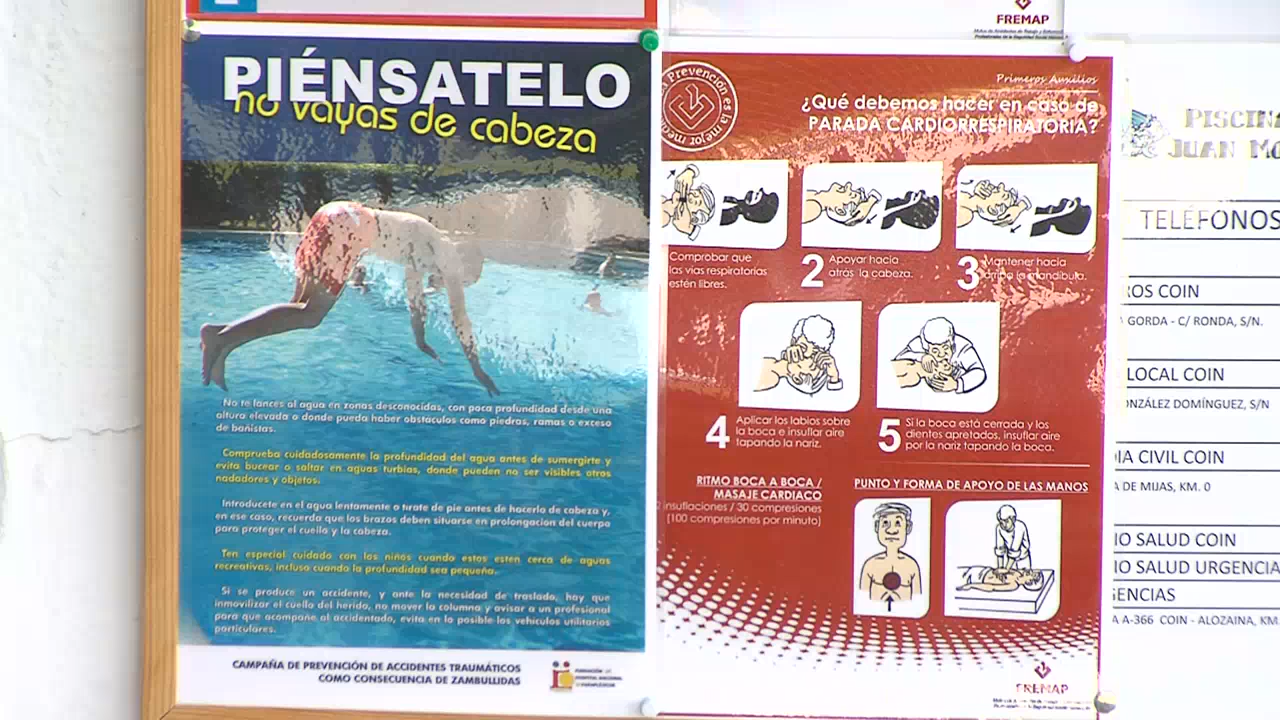 FREMAP
PIÉNSATELO
no vayas de cabeza
No te lances al agua en zonas desconocidas, con poca profundidad desde una
altura elevada o donde pueda haber obstáculos como piedras, ramas o exceso
de bañistas.
Comprueba cuidadosamente la profundidad del agua antes de sumergirte y
evita bucear o saltar en aguas turbias, donde pueden no ser visibles otros
nadadores y objetos.
Introducete en el agua lentamente o tirate de pie antes de hacerlo de cabeza y,
en ese caso, recuerda que los brazos deben situarse en prolongación del cuerpo
para proteger el cuello y la cabeza.
Ten especial cuidado con los niños cuando estos esten cerca de aguas
recreativas, incluso cuando la profundidad sea pequeña.
Si se produce un accidente, y ante la necesidad de traslado, hay que
inmovilizar el cuello del herido, no mover la columna y avisar a un profesional
para que acompañe al accidentado, evita en lo posible los vehículos utilitarios
particulares.
CAMPAÑA DE PREVENCIÓN DE ACCIDENTES TRAUMÁTICOS
COMO CONSECUENCIA DE ZAMBULLIDAS
Prevención es la mejor
Primeros Auxilios
¿Qué debemos hacer en caso de
PARADA CARDIORRESPIRATORIA?
Comprobar que
las vias respiratorias
estén libres.
2 Apoyar hacia
atrás la cabeza.
3 Mantener hacia
la mandíbula.
4 Aplicar los labios sobre
la boca e insuflar aire
tapando la nariz.
5 Si la boca está cerrada y los
dientes apretados, insuflar aire
por la nariz tapando la boca.
RITMO BOCA A BOCA /
MASAJE CARDIACO
2 insuflaciones / 30 compresiones
(100 compresiones por minuto)
PUNTO Y FORMA DE APOYO DE LAS MANOS
FREMAP
PISCINA
JUAN MO
TELÉFONOS
ROS COIN
GORDA - C/ RONDA, S/N.
LOCAL COIN
ONZÁLEZ DOMÍNGUEZ, S/N
IA CIVIL COIN
A DE MIJAS, KM. 0
IO SALUD COIN
IO SALUD URGENCIA
GENCIAS
A A-366 COIN - ALOZAINA, KM.